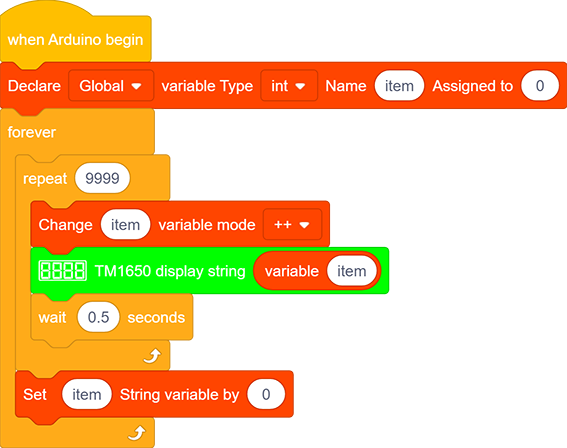 when Arduino begin
Declare Global variable Type int Name item Assigned to 0
forever
repeat 9999
Change item variable mode ++
TM1650 display string variable item
wait 0.5 seconds
Set item String variable by 0